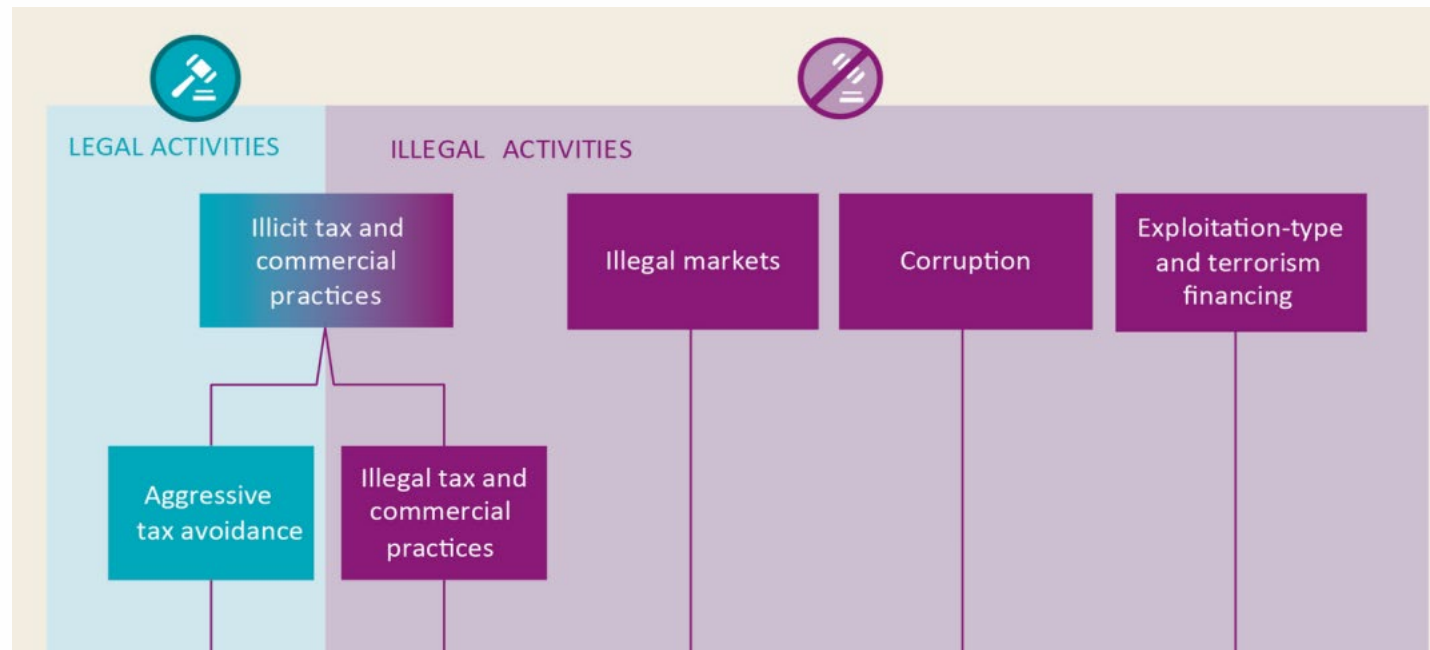 LEGAL ACTIVITIES
ILLEGAL ACTIVITIES
Illicit tax and
commercial
practices
Illegal markets
Corruption
Exploitation-type
and terrorism
financing
Aggressive
tax avoidance
Illegal tax and
commercial
practices